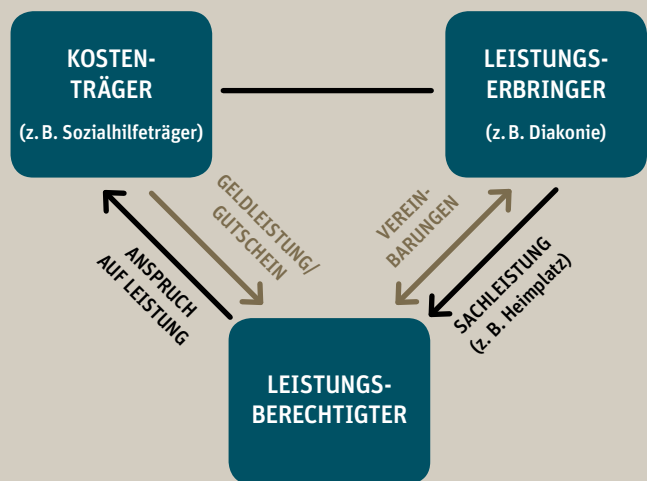 KOSTEN-
TRÄGER
(z. B. Sozialhilfeträger)
LEISTUNGS-
ERBRINGER
(z. B. Diakonie)
GELDLEISTUNG/
GUTSCHEIN
ANSPRUCH
AUF LEISTUNG
VEREIN-
BARUNGEN
SACHLEISTUNG
(z. B. Heimplatz)
LEISTUNGS-
BERECHTIGTER